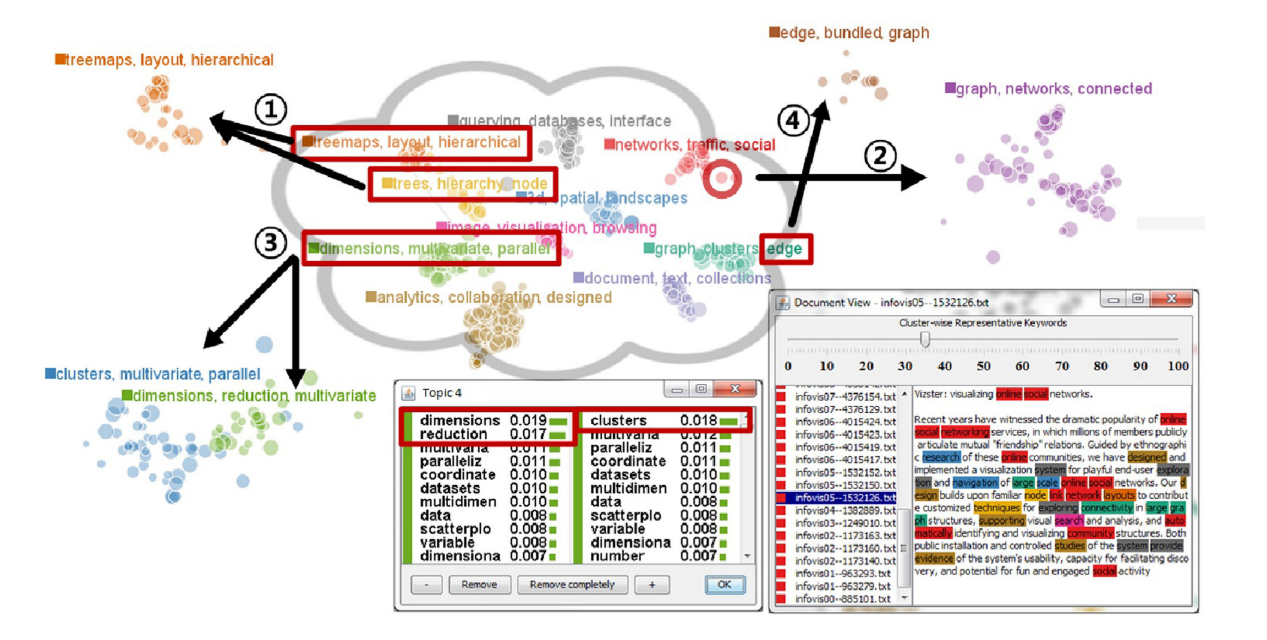 edge, bundled, graph
treemaps, layout, hierarchical
graph, networks, connected
①
④
querying, databases, interface
treemaps, layout, hierarchical
networks, traffic, social
②
trees, hierarchy, node
3d, spatial, landscapes
image, visualisation, browsing
③
dimensions, multivariate, parallel
graph, clusters, edge
document, text, collections
analytics, collaboration, designed
clusters, multivariate, parallel
dimensions, reduction, multivariate
Topic 4
dimensions 0.019
reduction 0.017
multivaria 0.011
paralleliz 0.011
coordinate 0.010
datasets 0.010
multidimen 0.010
data 0.008
scatterplo 0.008
variable 0.008
dimensiona 0.007
clusters 0.018
multivaria 0.012
paralleliz 0.011
coordinate 0.011
datasets 0.010
multidimen 0.010
data 0.008
scatterplo 0.008
variable 0.008
dimensiona 0.007
number 0.007
- Remove Remove completely + OK
Document View - infovis05--1532126.txt
Cluster-wise Representative Keywords
0 10 20 30 40 50 60 70 80 90 100
infovis07--4376154.txt
infovis07--4376129.txt
infovis06--4015424.txt
infovis06--4015423.txt
infovis06--4015419.txt
infovis06--4015417.txt
infovis05--1532152.txt
infovis05--1532150.txt
infovis05--1532126.txt
infovis04--1382889.txt
infovis03--1249010.txt
infovis02--1173163.txt
infovis02--1173160.txt
infovis02--1173140.txt
infovis01--963293.txt
infovis01--963279.txt
infovis00--885101.txt
Vizster: visualizing online social networks.
Recent years have witnessed the dramatic popularity of online
social networking services, in which millions of members publicly
articulate mutual "friendship" relations. Guided by ethnographi
c research of these online communities, we have designed and
implemented a visualization system for playful end-user explora
tion and navigation of large scale online social networks. Our d
esign builds upon familiar node link network layouts to contribut
e customized techniques for exploring connectivity in large gra
ph structures, supporting visual search and analysis, and auto
matically identifying and visualizing community structures. Both
public installation and controlled studies of the system provide
evidence of the system's usability, capacity for facilitating disco
very, and potential for fun and engaged social activity